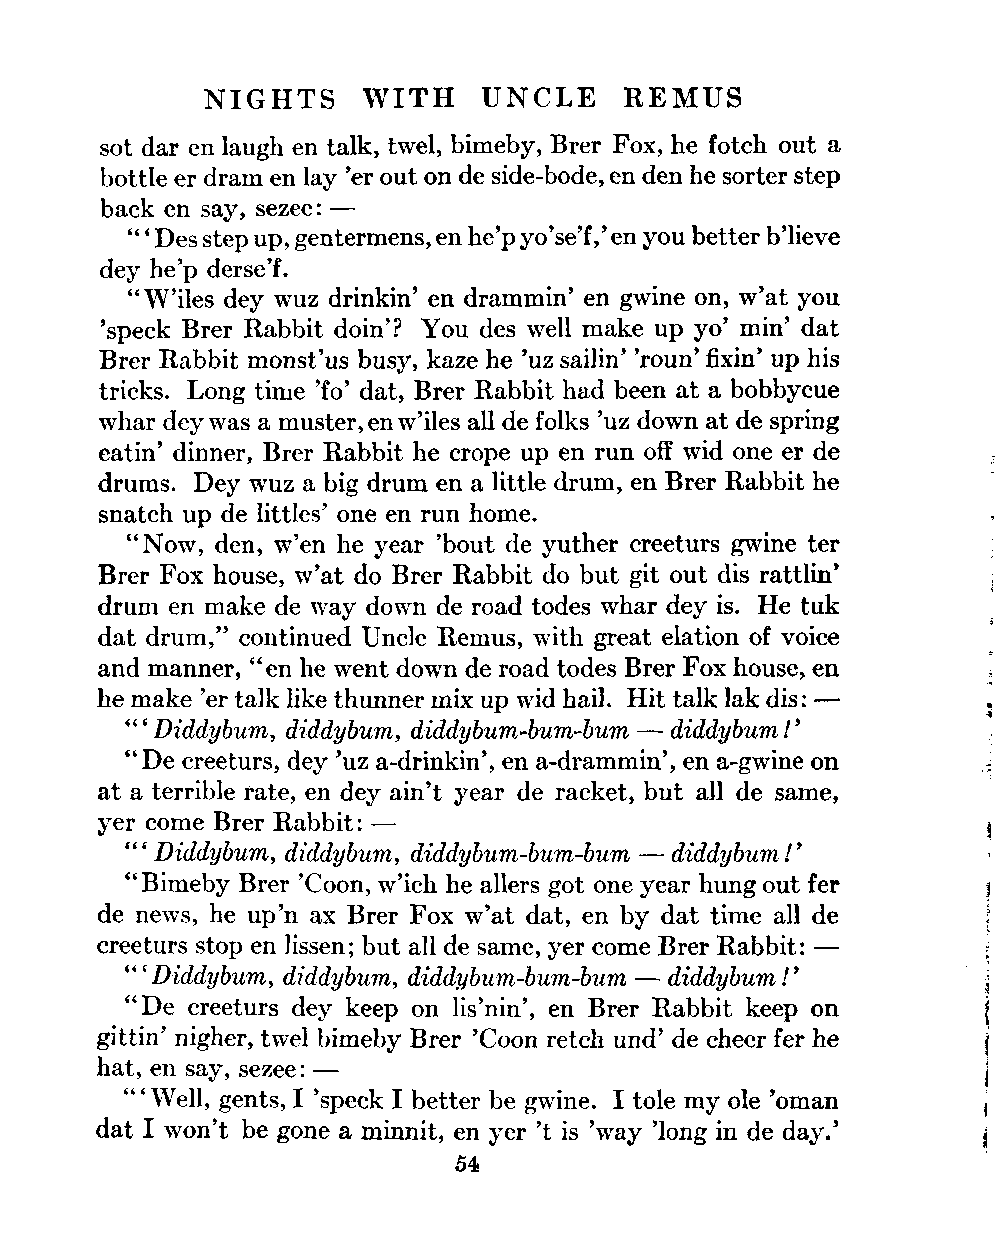 NIGHTS WITH UNCLE REMUS
sot dar en laugh en talk, twel, bimeby, Brer Fox, he fotch out a
bottle er dram en lay ’er out on de side-bode, en den he sorter step
back en say, sezee: —
“‘Des step up, gentermens, en he’p yo’se’f,’ en you better b’lieve
dey he’p derse’f.
“W’iles dey wuz drinkin’ en drammin’ en gwine on, w’at you
’speck Brer Rabbit doin’? You des well make up yo’ min’ dat
Brer Rabbit monst’us busy, kaze he ’uz sailin’ ’roun’ fixin’ up his
tricks. Long time ’fo’ dat, Brer Rabbit had been at a bobbycue
whar dey was a muster, en w’iles all de folks ’uz down at de spring
eatin’ dinner, Brer Rabbit he crope up en run off wid one er de
drums. Dey wuz a big drum en a little drum, en Brer Rabbit he
snatch up de littles’ one en run home.
“Now, den, w’en he year ’bout de yuther creeturs gwine ter
Brer Fox house, w’at do Brer Rabbit do but git out dis rattlin’
drum en make de way down de road todes whar dey is. He tuk
dat drum,” continued Uncle Remus, with great elation of voice
and manner, “en he went down de road todes Brer Fox house, en
he make ’er talk like thunner mix up wid hail. Hit talk lak dis: —
“‘Diddybum, diddybum, diddybum-bum-bum — diddybum!’
“De creeturs, dey ’uz a-drinkin’, en a-drammin’, en a-gwine on
at a terrible rate, en dey ain’t year de racket, but all de same,
yer come Brer Rabbit: —
“‘Diddybum, diddybum, diddybum-bum-bum — diddybum!’
“Bimeby Brer ’Coon, w’ich he allers got one year hung out fer
de news, he up’n ax Brer Fox w’at dat, en by dat time all de
creeturs stop en lissen; but all de same, yer come Brer Rabbit: —
“‘Diddybum, diddybum, diddybum-bum-bum — diddybum!’
“De creeturs dey keep on lis’nin’, en Brer Rabbit keep on
gittin’ nigher, twel bimeby Brer ’Coon retch und’ de cheer fer he
hat, en say, sezee: —
“‘Well, gents, I ’speck I better be gwine. I tole my ole ’oman
dat I won’t be gone a minnit, en yer ’t is ’way ’long in de day.’
54